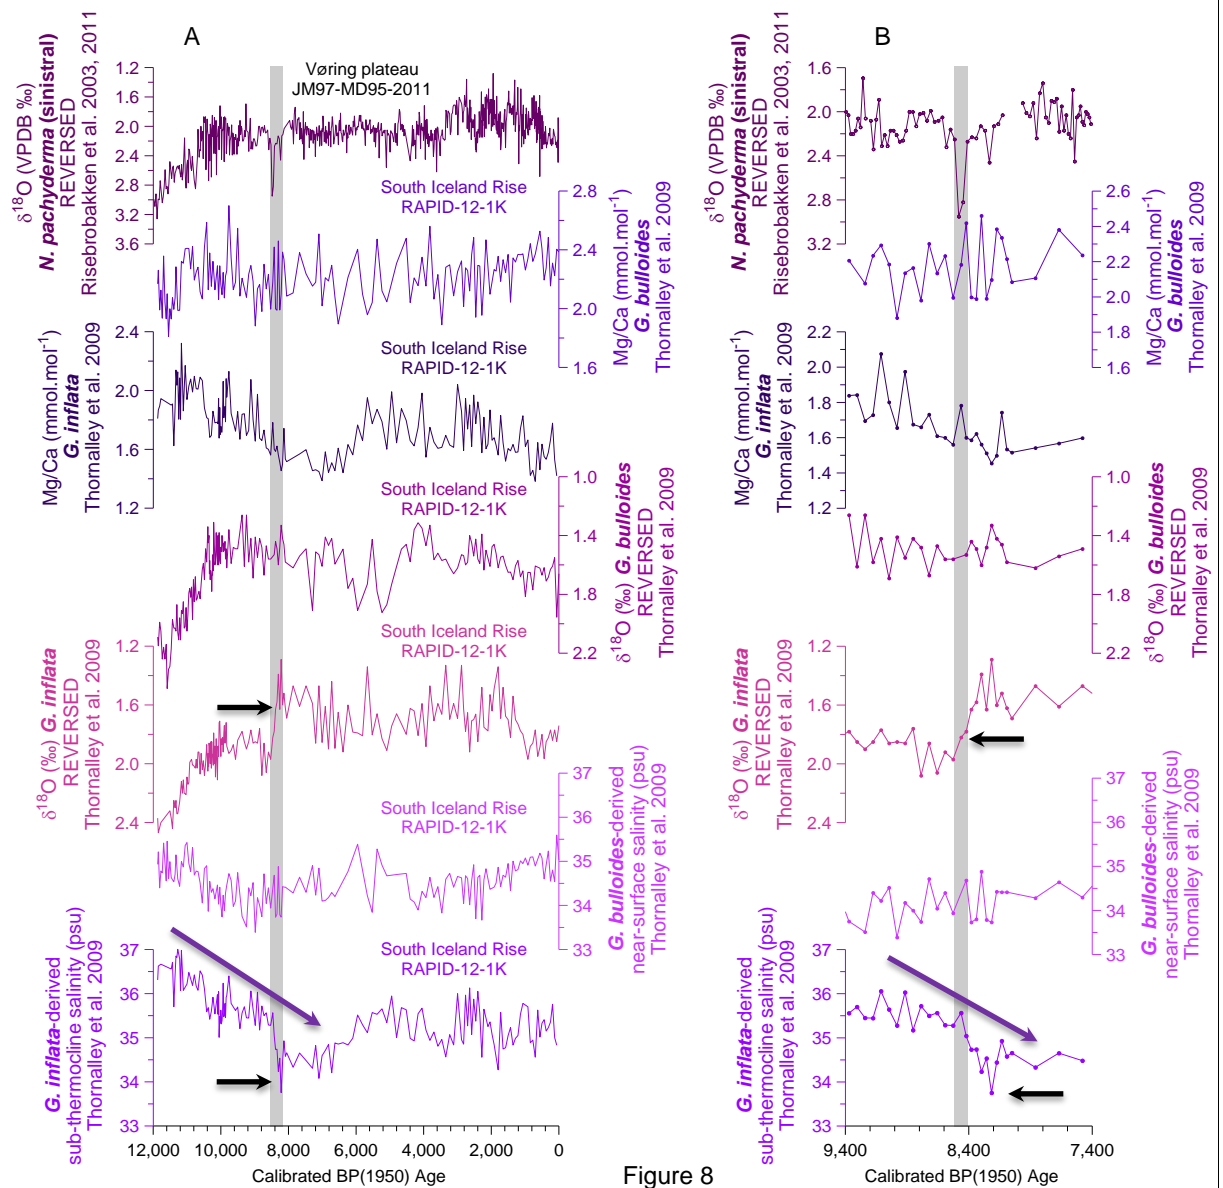 A
B
Vøring plateau
JM97-MD95-2011
δ18O (VPDB ‰)
N. pachyderma (sinistral)
REVERSED
Risebrobakken et al. 2003, 2011
1.2
1.6
2.0
2.4
2.8
3.2
3.6
South Iceland Rise
RAPID-12-1K
2.8
2.4
2.0
1.6
Mg/Ca (mmol.mol-1)
G. bulloides
Thornalley et al. 2009
Mg/Ca (mmol.mol-1)
G. inflata
Thornalley et al. 2009
2.4
2.0
1.6
1.2
South Iceland Rise
RAPID-12-1K
South Iceland Rise
RAPID-12-1K
1.0
1.4
1.8
2.2
δ18O (‰) G. bulloides
REVERSED
Thornalley et al. 2009
δ18O (‰) G. inflata
REVERSED
Thornalley et al. 2009
1.2
1.6
2.0
2.4
South Iceland Rise
RAPID-12-1K
South Iceland Rise
RAPID-12-1K
37
36
35
34
33
G. bulloides-derived
near-surface salinity (psu)
Thornalley et al. 2009
G. inflata-derived
sub-thermocline salinity (psu)
Thornalley et al. 2009
37
36
35
34
33
South Iceland Rise
RAPID-12-1K
12,000
10,000
8,000
6,000
4,000
2,000
0
Calibrated BP(1950) Age
δ18O (VPDB ‰)
N. pachyderma (sinistral)
REVERSED
Risebrobakken et al. 2003, 2011
1.6
2.0
2.4
2.8
3.2
2.6
2.4
2.2
2.0
1.8
1.6
Mg/Ca (mmol.mol-1)
G. bulloides
Thornalley et al. 2009
Mg/Ca (mmol.mol-1)
G. inflata
Thornalley et al. 2009
2.2
2.0
1.8
1.6
1.4
1.2
1.0
1.4
1.8
2.2
δ18O (‰) G. bulloides
REVERSED
Thornalley et al. 2009
δ18O (‰) G. inflata
REVERSED
Thornalley et al. 2009
1.2
1.6
2.0
2.4
37
36
35
34
33
G. bulloides-derived
near-surface salinity (psu)
Thornalley et al. 2009
G. inflata-derived
sub-thermocline salinity (psu)
Thornalley et al. 2009
37
36
35
34
33
9,400
8,400
7,400
Calibrated BP(1950) Age
Figure 8